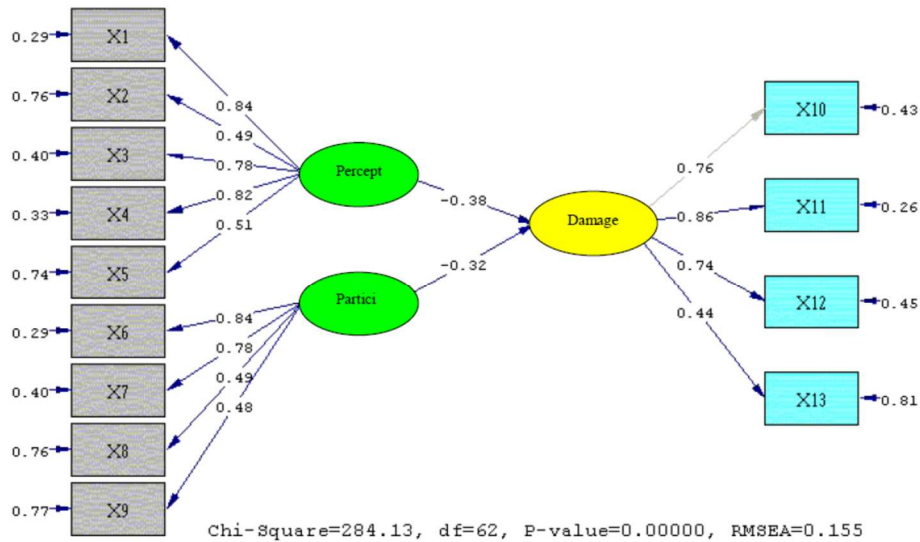 0.29
X1
0.76
X2
0.40
X3
0.33
X4
0.74
X5
0.29
X6
0.40
X7
0.76
X8
0.77
X9
0.84
0.49
0.78
0.82
0.51
0.84
0.78
0.49
0.48
Percept
Partici
-0.38
-0.32
Damage
0.76
0.86
0.74
0.44
X10
0.43
X11
0.26
X12
0.45
X13
0.81
Chi-Square=284.13, df=62, P-value=0.00000, RMSEA=0.155